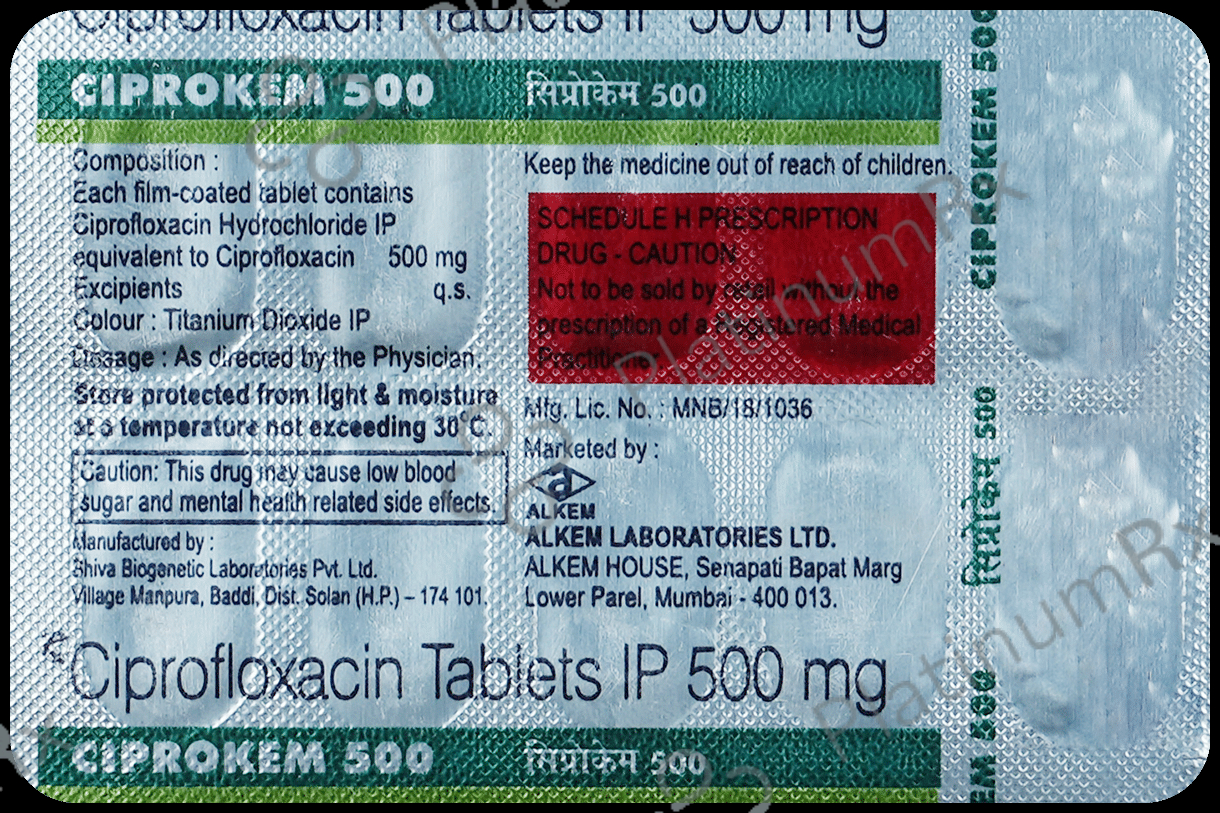 Ciprofloxacin Tablets IP 500 mg
CIPROKEM 500 सिप्रोकेम 500
Composition :
Each film-coated tablet contains
Ciprofloxacin Hydrochloride IP
equivalent to Ciprofloxacin 500 mg
Excipients q.s.
Colour : Titanium Dioxide IP
Dosage : As directed by the Physician.
Store protected from light & moisture
at a temperature not exceeding 30°C.
Caution: This drug may cause low blood
sugar and mental health related side effects.
Manufactured by :
Shiva Biogenetic Laboratories Pvt. Ltd.
Village Manpura, Baddi, Dist. Solan (H.P.) – 174 101.
Keep the medicine out of reach of children.
SCHEDULE H PRESCRIPTION
DRUG - CAUTION
Not to be sold by retail without the
prescription of a Registered Medical
Practitioner.
Mfg. Lic. No. : MNB/18/1036
Marketed by :
a
ALKEM
ALKEM LABORATORIES LTD.
ALKEM HOUSE, Senapati Bapat Marg
Lower Parel, Mumbai - 400 013.
Rx Ciprofloxacin Tablets IP 500 mg
CIPROKEM 500 सिप्रोकेम 500
CIPROKEM 500
सिप्रोकेम 500
EM 500
PlatinumRx
PlatinumRx
PlatinumRx